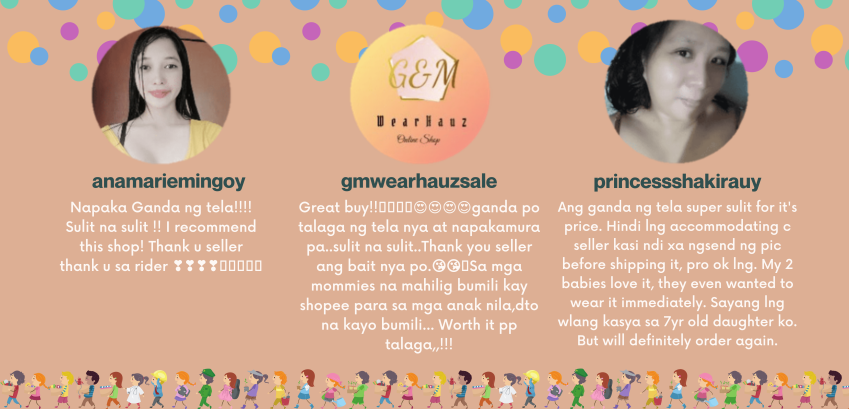 G&M
WearHauz
Online Shop
anamariemingoy
Napaka Ganda ng tela!!!!
Sulit na sulit !! I recommend
this shop! Thank u seller
thank u sa rider ❣❣❣❣▯▯▯▯▯
gmwearhauzsale
Great buy!!▯▯▯▯😍😍😍😍ganda po
talaga ng tela nya at napakamura
pa..sulit na sulit..Thank you seller
ang bait nya po.😘😘▯Sa mga
mommies na mahilig bumili kay
shopee para sa mga anak nila,dto
na kayo bumili... Worth it pp
talaga,,!!!
princessshakirauy
Ang ganda ng tela super sulit for it's
price. Hindi lng accommodating c
seller kasi ndi xa ngsend ng pic
before shipping it, pro ok lng. My 2
babies love it, they even wanted to
wear it immediately. Sayang lng
wlang kasya sa 7yr old daughter ko.
But will definitely order again.